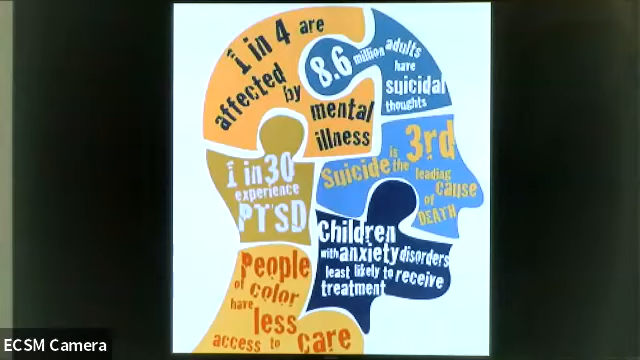 1 in 4 are
affected by
mental
illness
8.6 million adults
have
suicidal
thoughts
1 in 30
experience
PTSD
Suicide is the 3rd
leading
cause
of
DEATH
Children
with anxiety disorders
least likely to receive
treatment
People
of color
have less
access to care
ECSM Camera